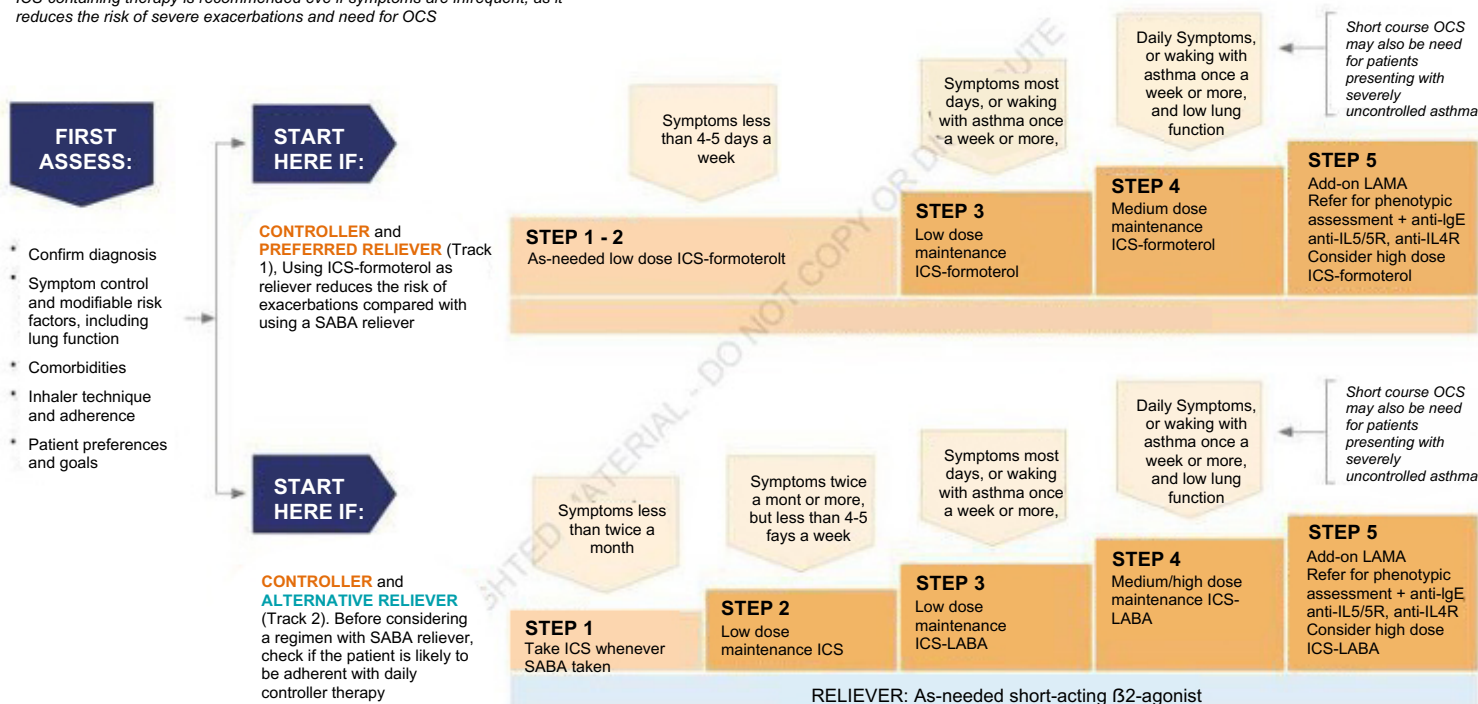 reduces the risk of severe exacerbations and need for OCS
FIRST
ASSESS:
* Confirm diagnosis
* Symptom control
and modifiable risk
factors, including
lung function
* Comorbidities
* Inhaler technique
and adherence
* Patient preferences
and goals
START
HERE IF:
CONTROLLER and
PREFERRED RELIEVER (Track
1), Using ICS-formoterol as
reliever reduces the risk of
exacerbations compared with
using a SABA reliever
Symptoms less
than 4-5 days a
week
Symptoms most
days, or waking
with asthma once
a week or more,
Daily Symptoms,
or waking with
asthma once a
week or more,
and low lung
function
Short course OCS
may also be need
for patients
presenting with
severely
uncontrolled asthma
STEP 1 - 2
As-needed low dose ICS-formoterolt
STEP 3
Low dose
maintenance
ICS-formoterol
STEP 4
Medium dose
maintenance
ICS-formoterol
STEP 5
Add-on LAMA
Refer for phenotypic
assessment + anti-IgE
anti-IL5/5R, anti-IL4R
Consider high dose
ICS-formoterol
START
HERE IF:
CONTROLLER and
ALTERNATIVE RELIEVER
(Track 2). Before considering
a regimen with SABA reliever,
check if the patient is likely to
be adherent with daily
controller therapy
Symptoms less
than twice a
month
Symptoms twice
a mont or more,
but less than 4-5
fays a week
Symptoms most
days, or waking
with asthma once
a week or more,
Daily Symptoms,
or waking with
asthma once a
week or more,
and low lung
function
Short course OCS
may also be need
for patients
presenting with
severely
uncontrolled asthma
STEP 1
Take ICS whenever
SABA taken
STEP 2
Low dose
maintenance ICS
STEP 3
Low dose
maintenance
ICS-LABA
STEP 4
Medium/high dose
maintenance ICS-
LABA
STEP 5
Add-on LAMA
Refer for phenotypic
assessment + anti-IgE,
anti-IL5/5R, anti-IL4R
Consider high dose
ICS-LABA
RELIEVER: As-needed short-acting ß2-agonist
MATERIAL - DO NOT COPY OR